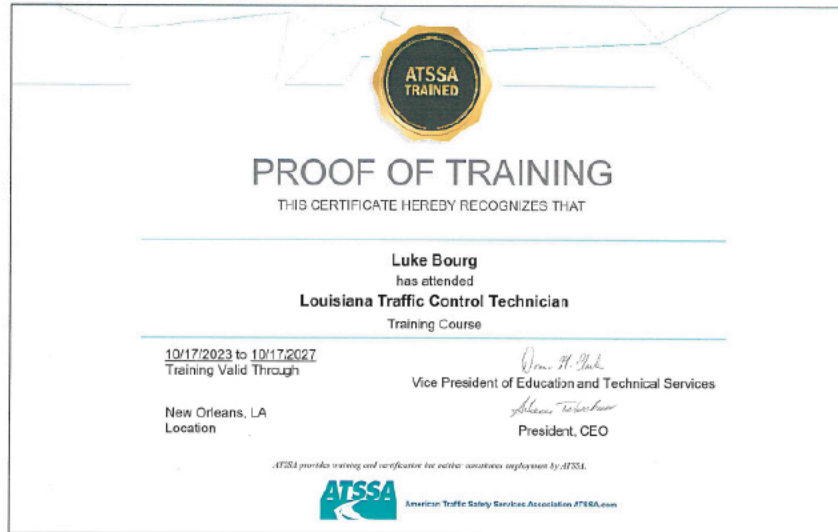 ATSSA
TRAINED
PROOF OF TRAINING
THIS CERTIFICATE HEREBY RECOGNIZES THAT
Luke Bourg
has attended
Louisiana Traffic Control Technician
Training Course
10/17/2023 to 10/17/2027
Training Valid Through
Vice President of Education and Technical Services
New Orleans, LA
Location
President, CEO
ATSSA provides training and certification but neither constitutes employment by ATSSA.
ATSSA
American Traffic Safety Services Association ATSSA.com